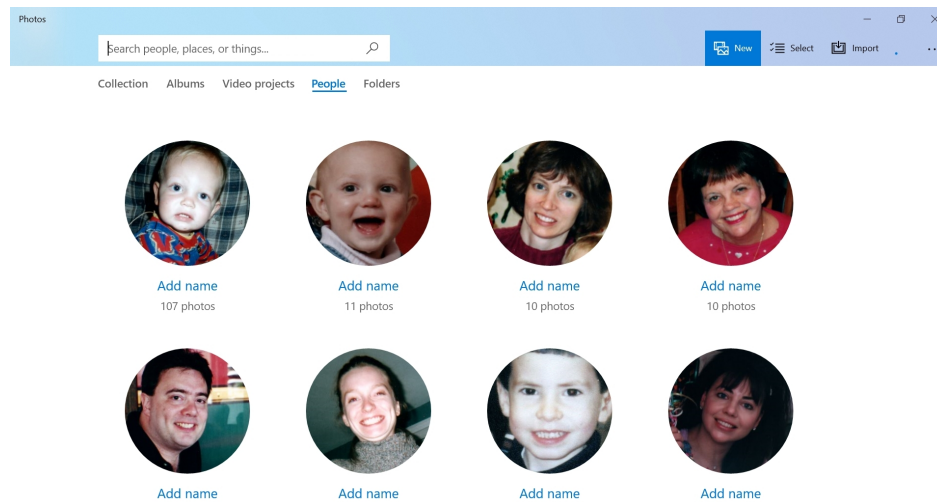 Photos
Search people, places, or things...
New
Select
Import
Collection Albums Video projects People Folders
Add name Add name Add name Add name
107 photos 11 photos 10 photos 10 photos
Add name Add name Add name Add name